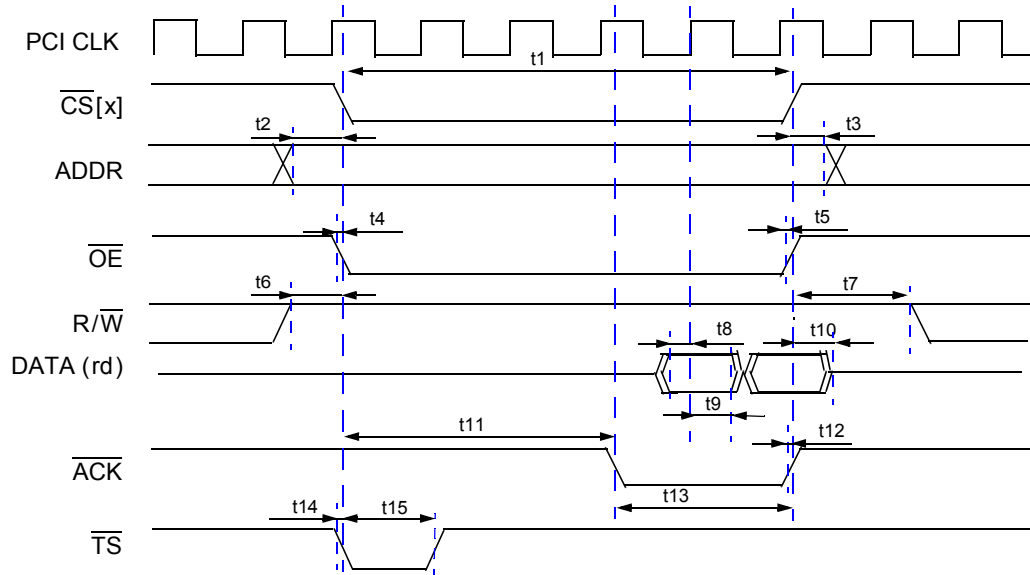 PCI CLK
t1
CS[x]
t2
t3
ADDR
t4
t5
OE
t6
t7
R/W
t8
t10
DATA (rd)
t9
t11
t12
ACK
t13
t14
t15
TS